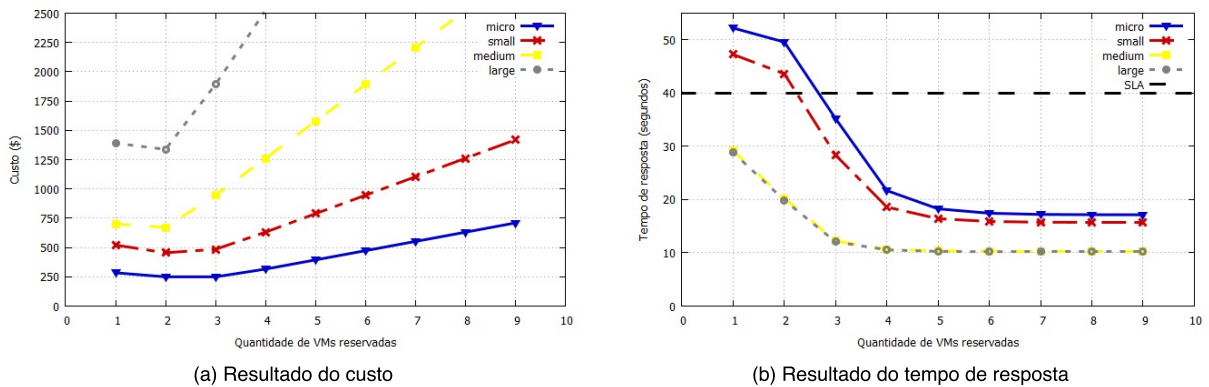 2500
2250
2000
1750
1500
1250
1000
750
500
250
0
Custo ($)
micro
small
medium
large
0 1 2 3 4 5 6 7 8 9 10
Quantidade de VMs reservadas
(a) Resultado do custo
50
40
30
20
10
0
Tempo de resposta (segundos)
micro
small
medium
large
SLA
0 1 2 3 4 5 6 7 8 9 10
Quantidade de VMs reservadas
(b) Resultado do tempo de resposta